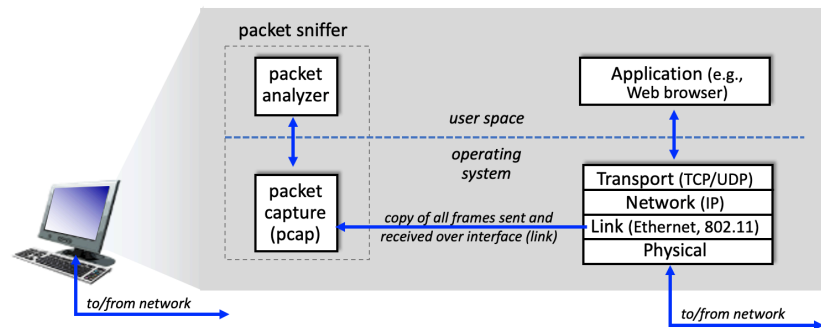 packet sniffer
packet
analyzer
Application (e.g.,
Web browser)
user space
operating
system
packet
capture
(pcap)
copy of all frames sent and
received over interface (link)
Transport (TCP/UDP)
Network (IP)
Link (Ethernet, 802.11)
Physical
to/from network
to/from network